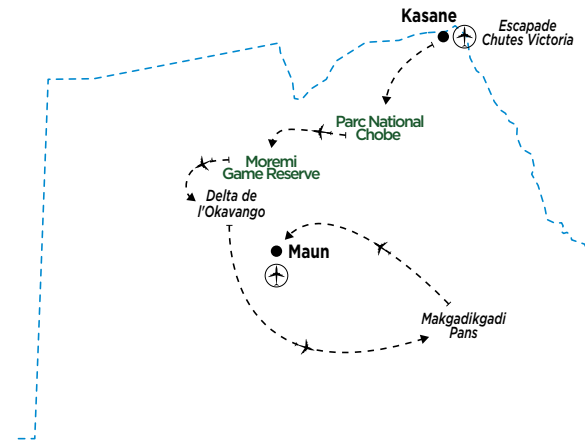 Kasane
Escapade
Chutes Victoria
Parc National
Chobe
Moremi
Game Reserve
Delta de
l'Okavango
Maun
Makgadikgadi
Pans